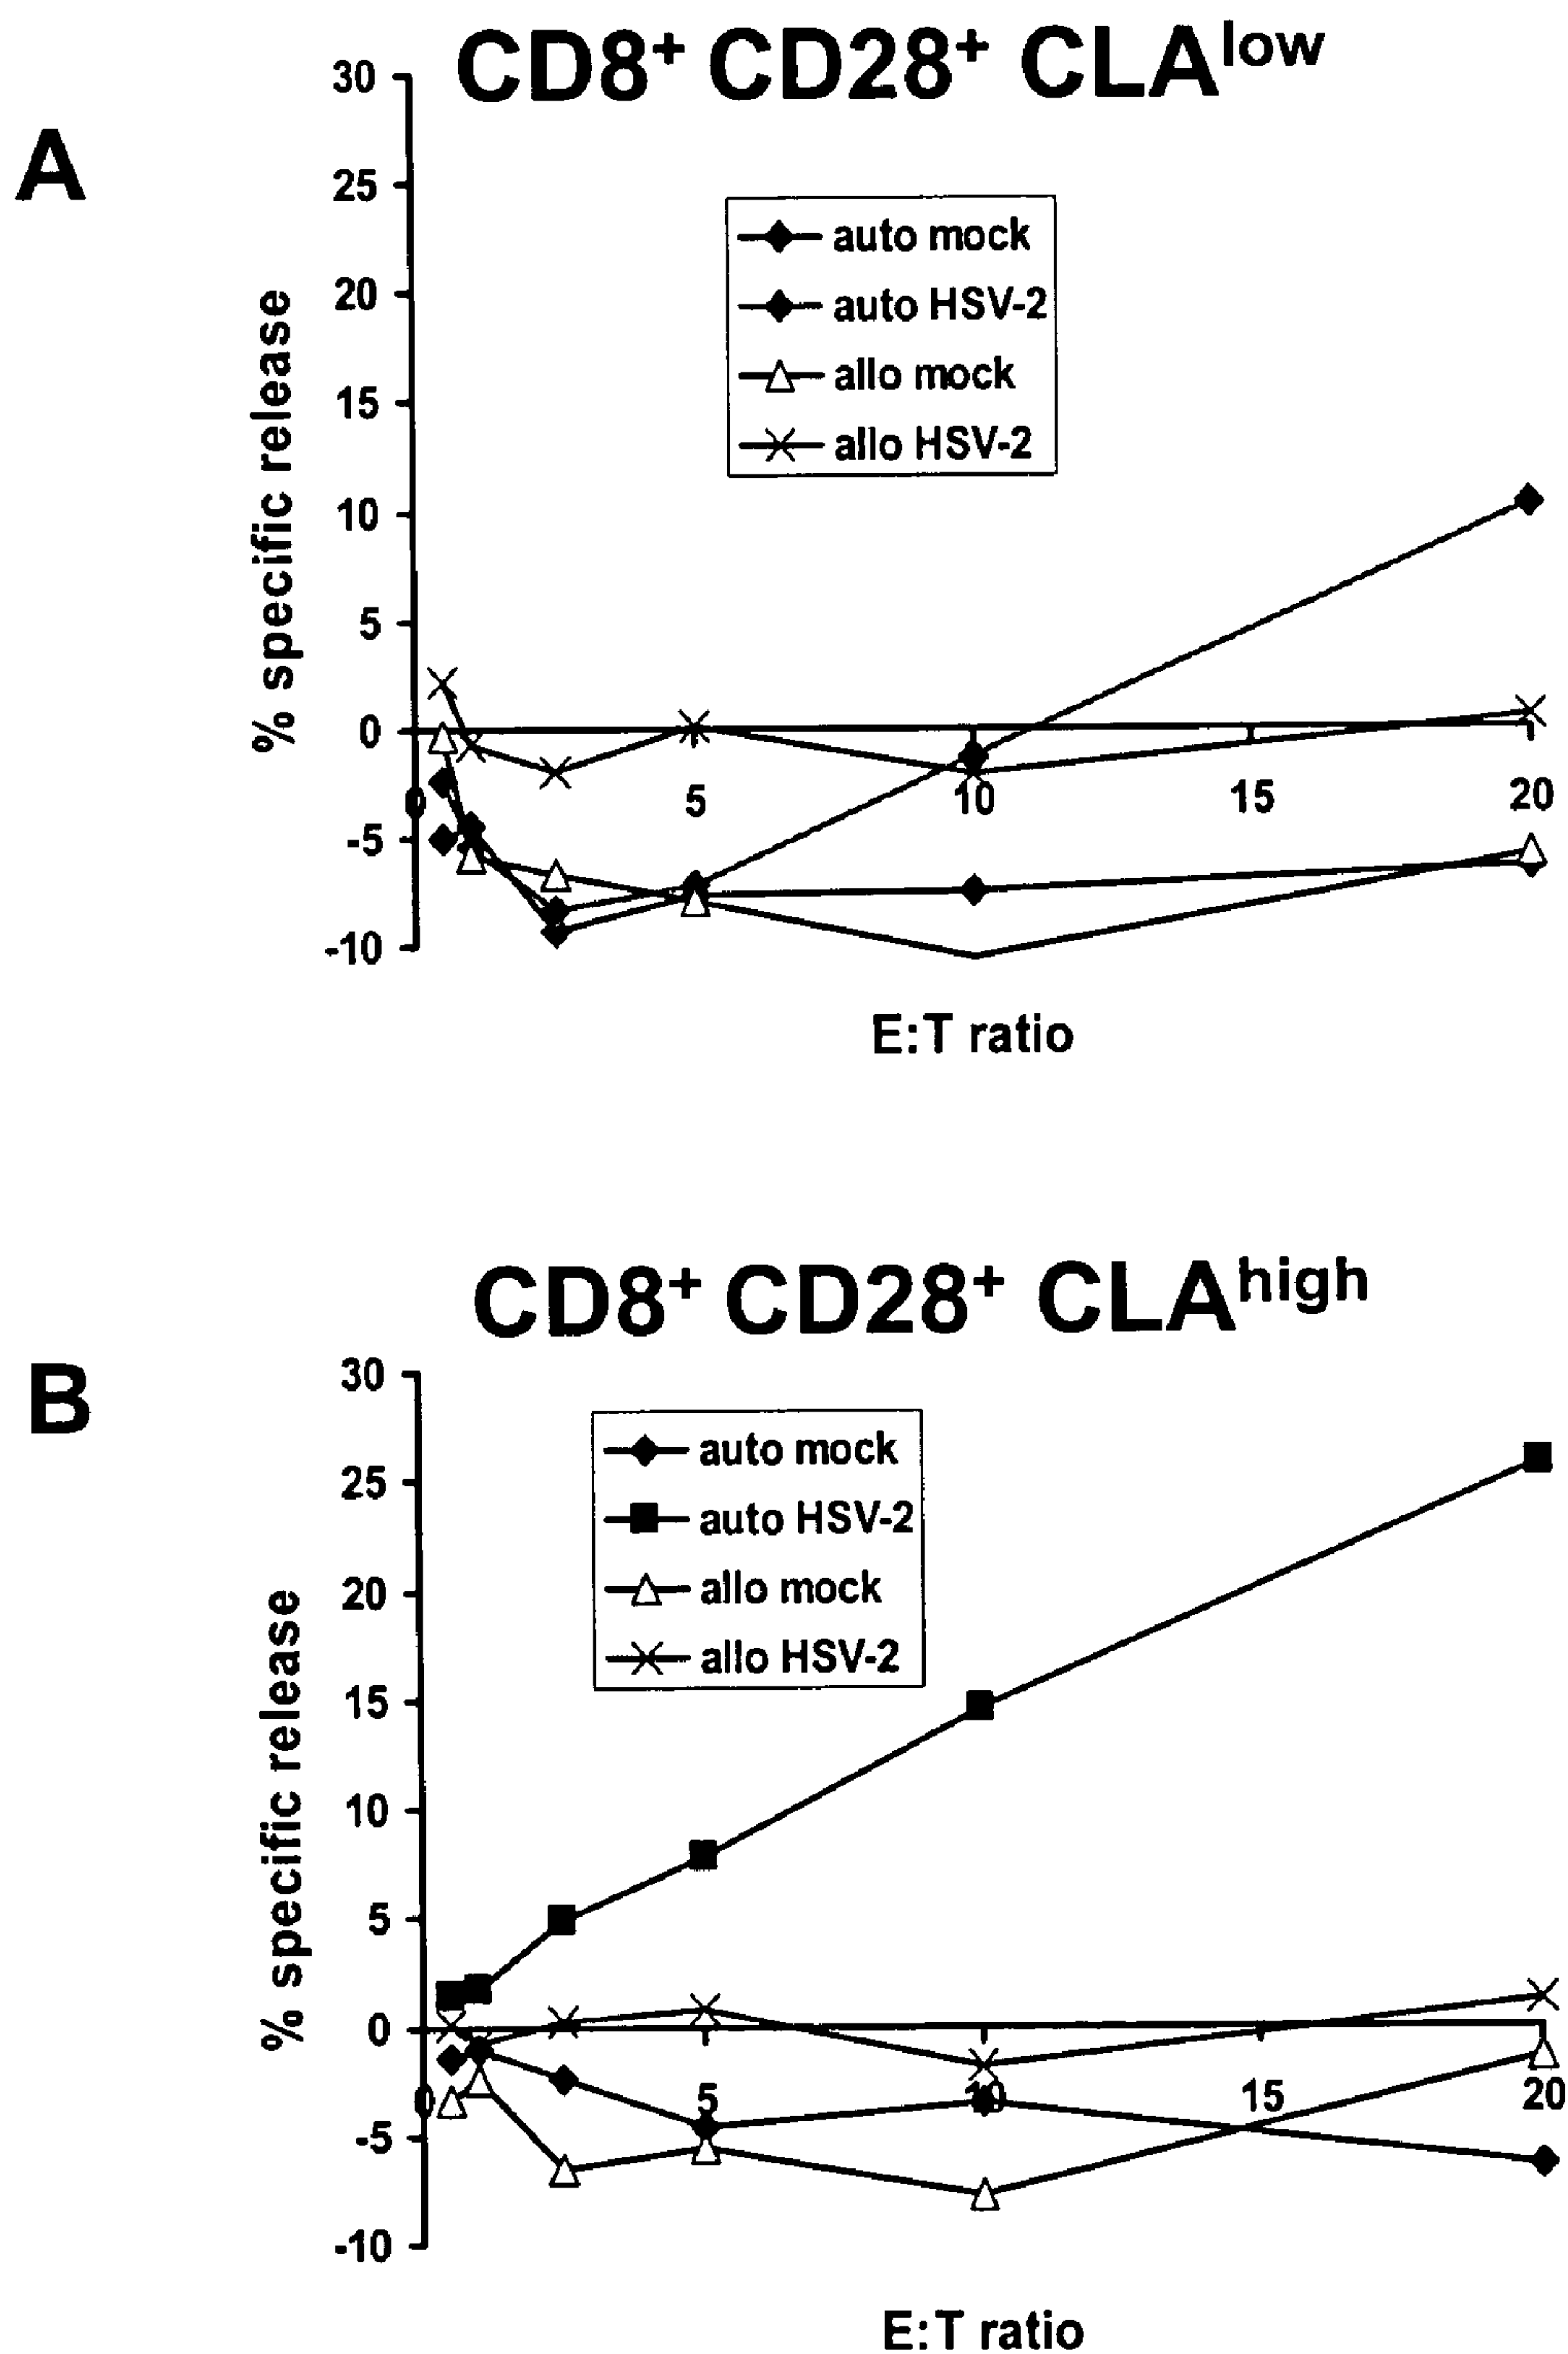 CD8+ CD28+ CLAlow
A
30
25
20
15
10
5
0
-5
-10
% specific release
auto mock
auto HSV-2
allo mock
allo HSV-2
0 5 10 15 20
E:T ratio
CD8+ CD28+ CLAhigh
B
30
25
20
15
10
5
0
-5
-10
% specific release
auto mock
auto HSV-2
allo mock
allo HSV-2
0 5 10 15 20
E:T ratio